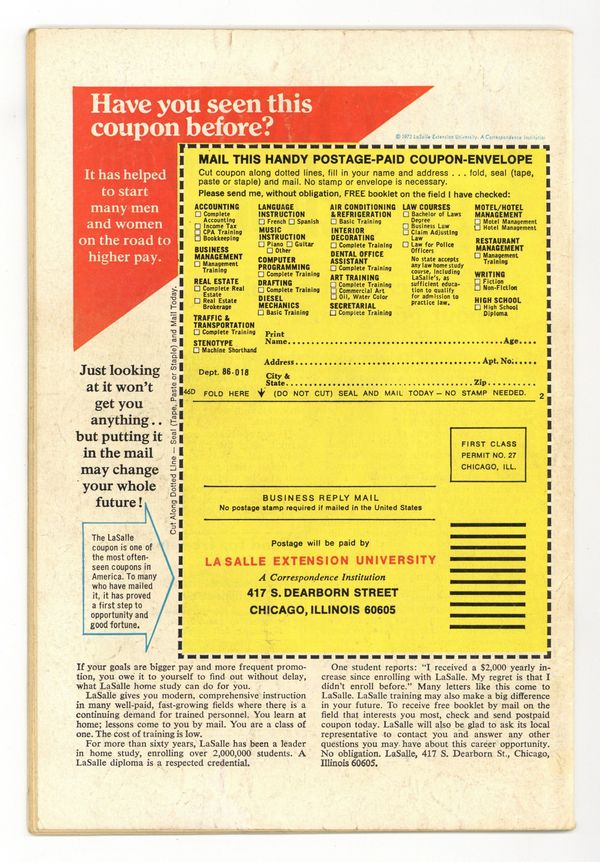 Have you seen this
coupon before?
© 1972 LaSalle Extension University. A Correspondence Institution
It has helped
to start
many men
and women
on the road to
higher pay.
Just looking
at it won't
get you
anything..
but putting it
in the mail
may change
your whole
future!
The LaSalle
coupon is one of
the most often-
seen coupons in
America. To many
who have mailed
it, it has proved
a first step to
opportunity and
good fortune.
Cut Along Dotted Line — Seal (Tape, Paste or Staple) and Mail Today.
MAIL THIS HANDY POSTAGE-PAID COUPON-ENVELOPE
Cut coupon along dotted lines, fill in your name and address . . . fold, seal (tape,
paste or staple) and mail. No stamp or envelope is necessary.
Please send me, without obligation, FREE booklet on the field I have checked:
ACCOUNTING
Complete
Accounting
Income Tax
CPA Training
Bookkeeping
BUSINESS
MANAGEMENT
Management
Training
REAL ESTATE
Complete Real
Estate
Real Estate
Brokerage
TRAFFIC &
TRANSPORTATION
Complete Training
STENOTYPE
Machine Shorthand
LANGUAGE
INSTRUCTION
French Spanish
MUSIC
INSTRUCTION
Piano Guitar
Other
COMPUTER
PROGRAMMING
Complete Training
DRAFTING
Complete Training
DIESEL
MECHANICS
Basic Training
AIR CONDITIONING
& REFRIGERATION
Basic Training
INTERIOR
DECORATING
Complete Training
DENTAL OFFICE
ASSISTANT
Complete Training
ART TRAINING
Complete Training
Commercial Art
Oil, Water Color
SECRETARIAL
Complete Training
LAW COURSES
Bachelor of Laws
Degree
Business Law
Claim Adjusting
Law
Law for Police
Officers
No state accepts
any law home study
course, including
LaSalle's, as
sufficient educa-
tion to qualify
for admission to
practice law.
MOTEL/HOTEL
MANAGEMENT
Motel Management
Hotel Management
RESTAURANT
MANAGEMENT
Management
Training
WRITING
Fiction
Non-Fiction
HIGH SCHOOL
High School
Diploma
Print
Name..........Age....
Address..........Apt. No......
Dept. 86-018
City &
State..........Zip..........
46D FOLD HERE (DO NOT CUT) SEAL AND MAIL TODAY — NO STAMP NEEDED. 2
FIRST CLASS
PERMIT NO. 27
CHICAGO, ILL.
BUSINESS REPLY MAIL
No postage stamp required if mailed in the United States
Postage will be paid by
LA SALLE EXTENSION UNIVERSITY
A Correspondence Institution
417 S. DEARBORN STREET
CHICAGO, ILLINOIS 60605
If your goals are bigger pay and more frequent promo-
tion, you owe it to yourself to find out without delay,
what LaSalle home study can do for you.
LaSalle gives you modern, comprehensive instruction
in many well-paid, fast-growing fields where there is a
continuing demand for trained personnel. You learn at
home; lessons come to you by mail. You are a class of
one. The cost of training is low.
For more than sixty years, LaSalle has been a leader
in home study, enrolling over 2,000,000 students. A
LaSalle diploma is a respected credential.
One student reports: "I received a $2,000 yearly in-
crease since enrolling with LaSalle. My regret is that I
didn't enroll before." Many letters like this come to
LaSalle. LaSalle training may also make a big difference
in your future. To receive free booklet by mail on the
field that interests you most, check and send postpaid
coupon today. LaSalle will also be glad to ask its local
representative to contact you and answer any other
questions you may have about this career opportunity.
No obligation. LaSalle, 417 S. Dearborn St., Chicago,
Illinois 60605.